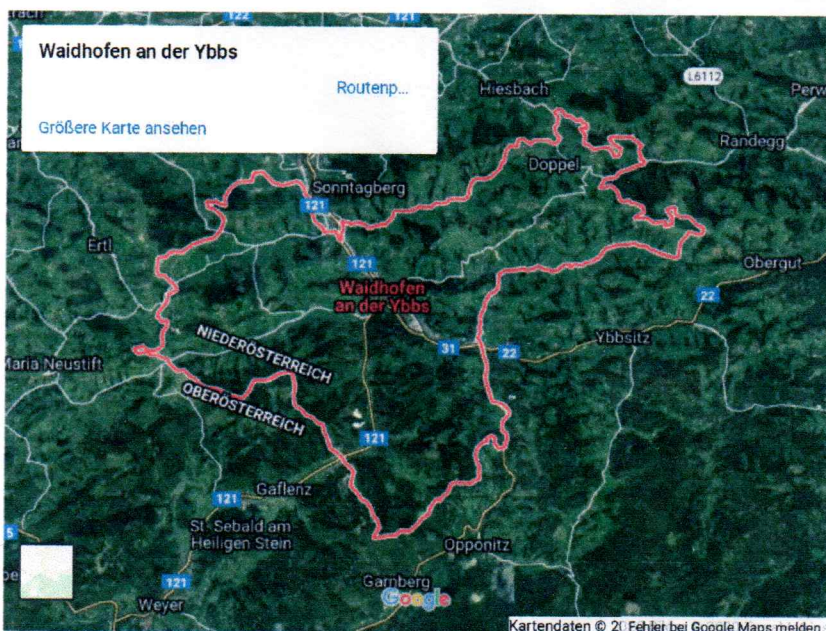 122
121
Waidhofen an der Ybbs
Routenp...
Größere Karte ansehen
Hiesbach
L6112
Perw
Randegg
Doppel
Sonntagberg
121
Ertl
121
Obergut
Waidhofen
an der Ybbs
22
Ybbsitz
31
22
Maria Neustift
NIEDERÖSTERREICH
OBERÖSTERREICH
121
Gaflenz
121
St. Sebald am
Heiligen Stein
Opponitz
Garnberg
121
Google
Weyer
Kartendaten © 20 Fehler bei Google Maps melden